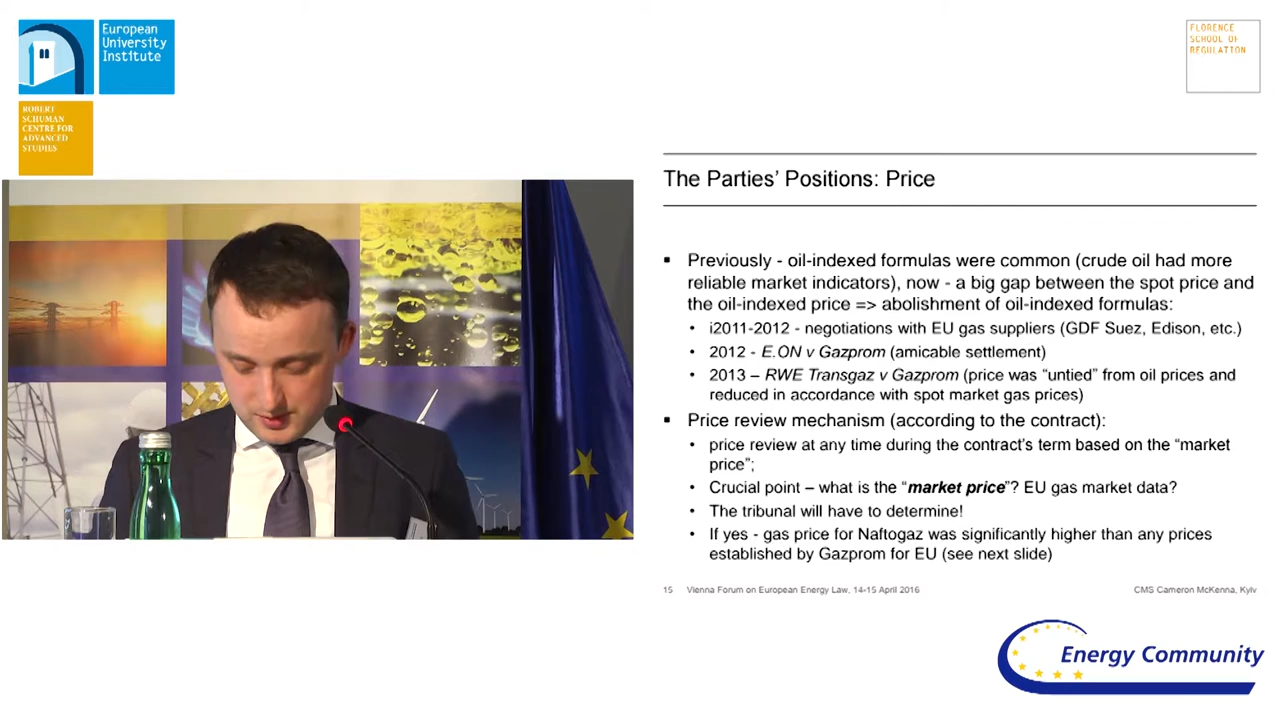 European
University
Institute
ROBERT
SCHUMAN
CENTRE FOR
ADVANCED
STUDIES
FLORENCE
SCHOOL OF
REGULATION
The Parties' Positions: Price
▪ Previously - oil-indexed formulas were common (crude oil had more
reliable market indicators), now - a big gap between the spot price and
the oil-indexed price => abolishment of oil-indexed formulas:
• i2011-2012 - negotiations with EU gas suppliers (GDF Suez, Edison, etc.)
• 2012 - E.ON v Gazprom (amicable settlement)
• 2013 – RWE Transgaz v Gazprom (price was “untied” from oil prices and
reduced in accordance with spot market gas prices)
▪ Price review mechanism (according to the contract):
• price review at any time during the contract's term based on the “market
price”;
• Crucial point – what is the “market price”? EU gas market data?
• The tribunal will have to determine!
• If yes - gas price for Naftogaz was significantly higher than any prices
established by Gazprom for EU (see next slide)
15 Vienna Forum on European Energy Law, 14-15 April 2016 CMS Cameron McKenna, Kyiv
Energy Community